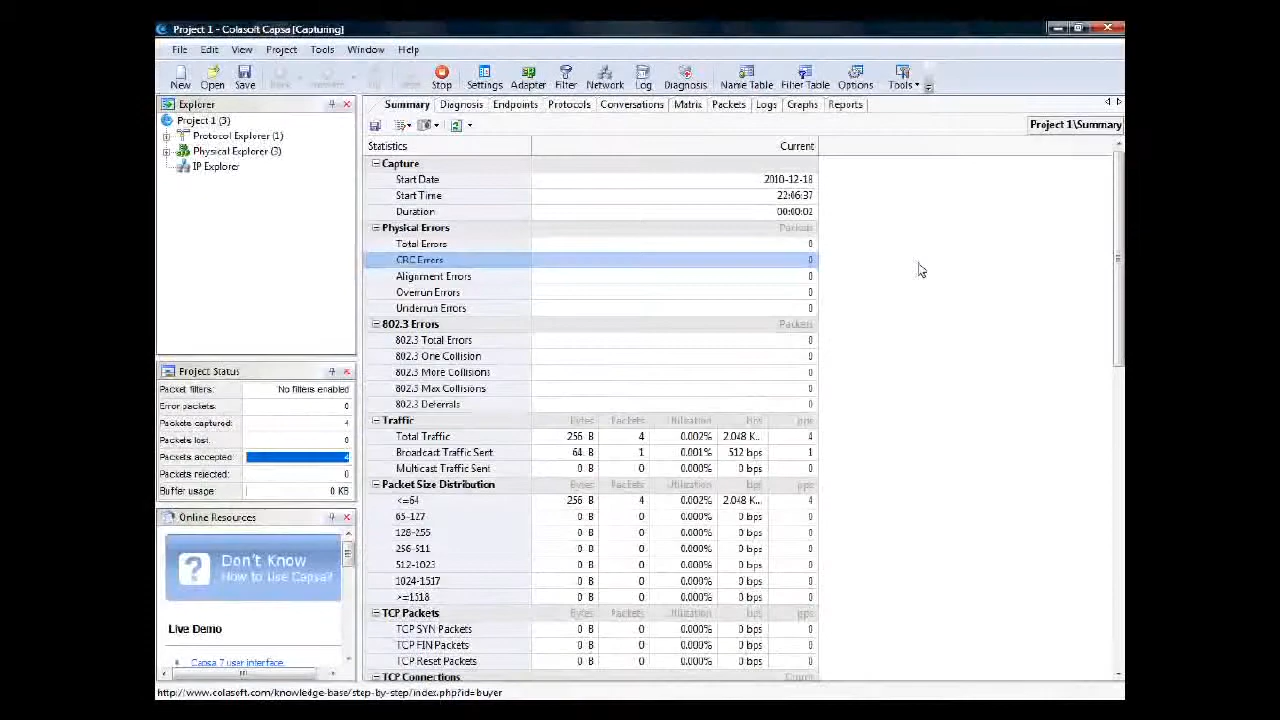 Project 1 - Colasoft Capsa [Capturing]
File Edit View Project Tools Window Help
New Open Save Stop Settings Adapter Filter Network Log Diagnosis Name Table Filter Table Options Tools
Explorer
Project 1 (3)
Protocol Explorer (1)
Physical Explorer (3)
IP Explorer
Summary Diagnosis Endpoints Protocols Conversations Matrix Packets Logs Graphs Reports
Project 1\Summary
Statistics Current
Capture
Start Date 2010-12-18
Start Time 22:06:37
Duration 00:00:02
Physical Errors Packets
Total Errors 0
CRC Errors 0
Alignment Errors 0
Overrun Errors 0
Underrun Errors 0
802.3 Errors Packets
802.3 Total Errors 0
802.3 One Collision 0
802.3 More Collisions 0
802.3 Max Collisions 0
802.3 Deferrals 0
Traffic Bytes Packets Utilization bps pps
Total Traffic 256 B 4 0.002% 2.048 K.. 4
Broadcast Traffic Sent 64 B 1 0.001% 512 bps 1
Multicast Traffic Sent 0 B 0 0.000% 0 bps 0
Packet Size Distribution Bytes Packets Utilization bps pps
<=64 256 B 4 0.002% 2.048 K.. 4
65-127 0 B 0 0.000% 0 bps 0
128-255 0 B 0 0.000% 0 bps 0
256-511 0 B 0 0.000% 0 bps 0
512-1023 0 B 0 0.000% 0 bps 0
1024-1517 0 B 0 0.000% 0 bps 0
>=1518 0 B 0 0.000% 0 bps 0
TCP Packets Bytes Packets Utilization bps pps
TCP SYN Packets 0 B 0 0.000% 0 bps 0
TCP FIN Packets 0 B 0 0.000% 0 bps 0
TCP Reset Packets 0 B 0 0.000% 0 bps 0
TCP Connections Count
Project Status
Packet filters: No filters enabled
Error packets: 0
Packets captured: 4
Packets lost: 0
Packets accepted: 4
Packets rejected: 0
Buffer usage: 0 KB
Online Resources
Don't Know
How to Use Capsa?
Live Demo
Capsa 7 user interface
http://www.colasoft.com/knowledge-base/step-by-step/index.php?id=buyer